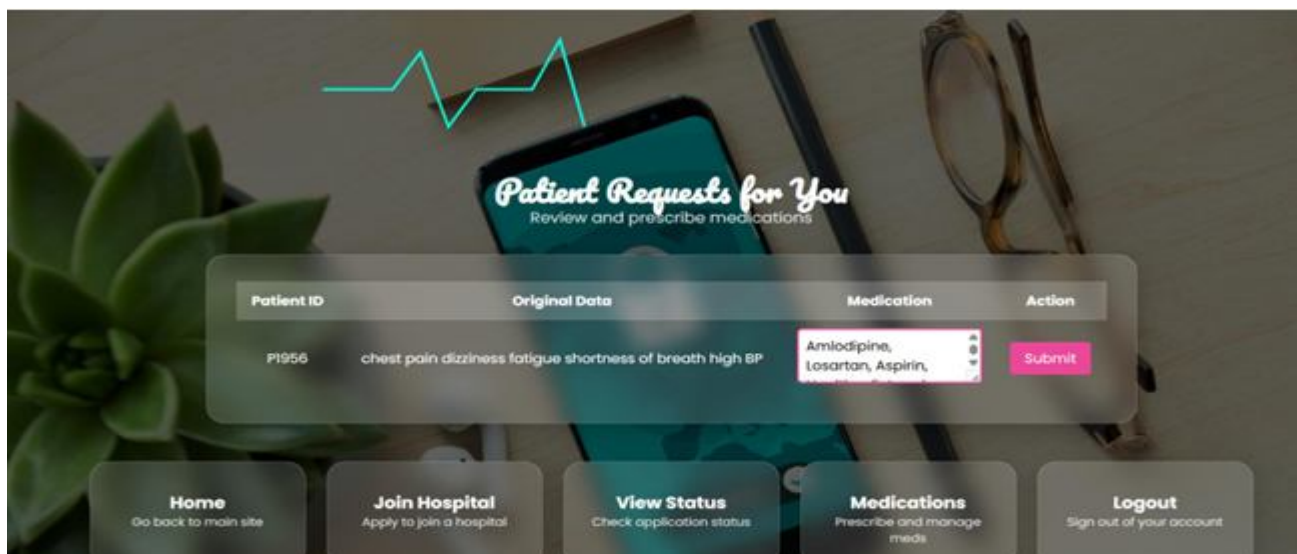 Patient Requests for You
Review and prescribe medications
Patient ID Original Data Medication Action
P1956 chest pain dizziness fatigue shortness of breath high BP
Amlodipine,
Losartan, Aspirin,
Submit
Home
Go back to main site
Join Hospital
Apply to join a hospital
View Status
Check application status
Medications
Prescribe and manage
meds
Logout
Sign out of your account